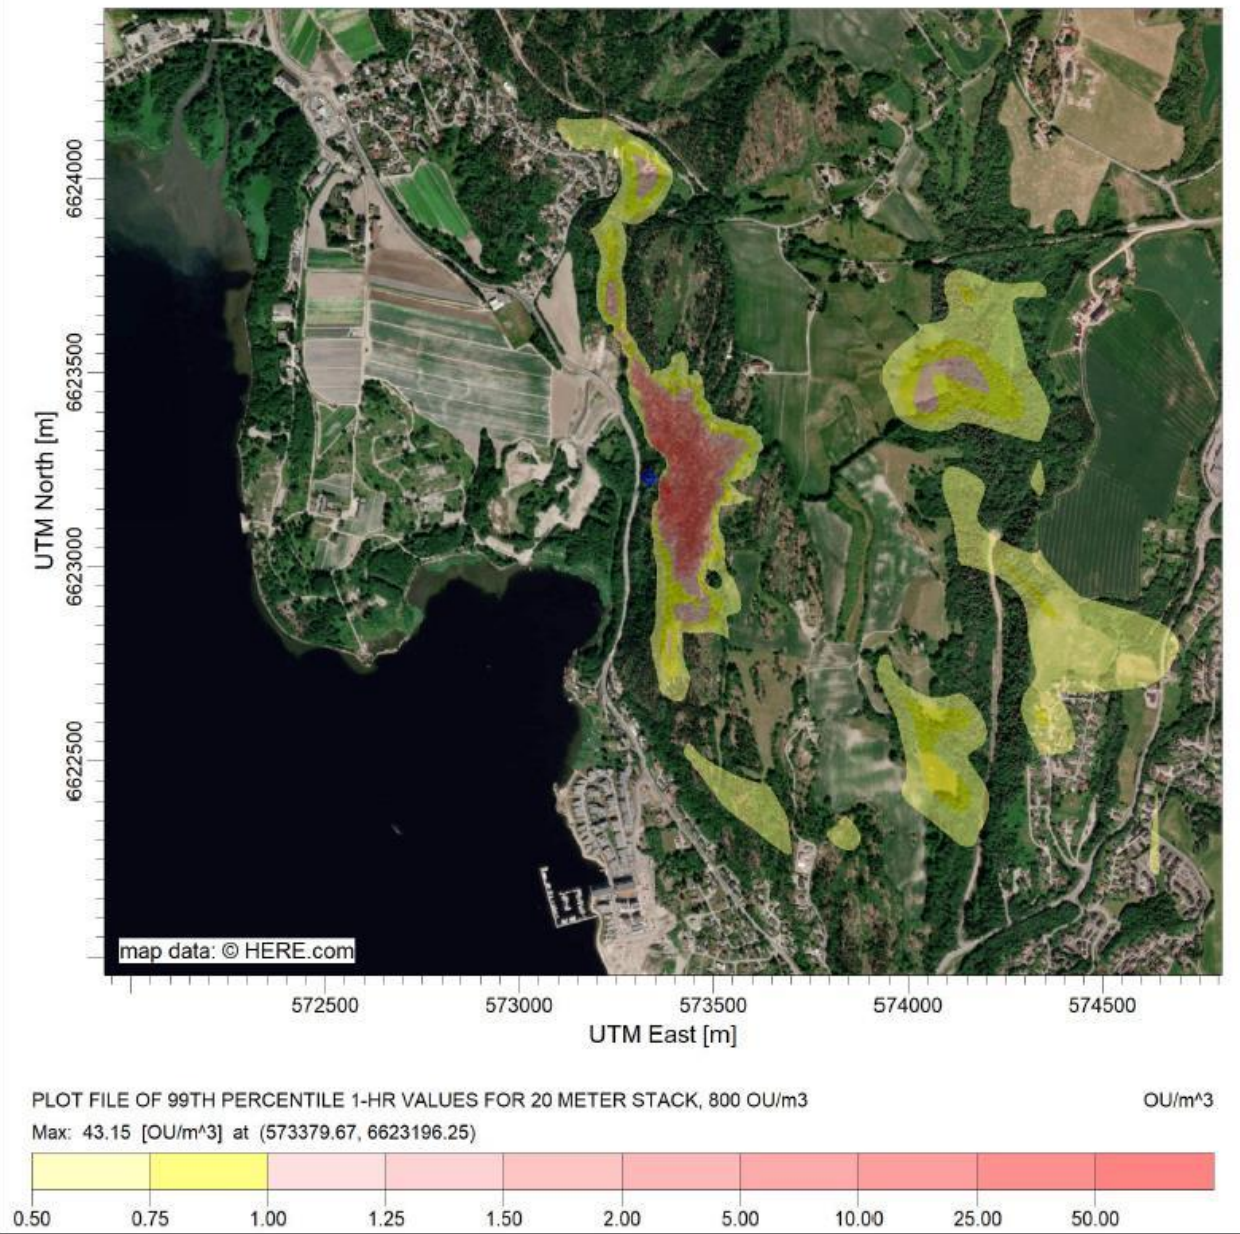 6624000
6623500
6623000
6622500
UTM North [m]
map data: © HERE.com
572500 573000 573500 574000 574500
UTM East [m]
PLOT FILE OF 99TH PERCENTILE 1-HR VALUES FOR 20 METER STACK, 800 OU/m3 OU/m^3
Max: 43.15 [OU/m^3] at (573379.67, 6623196.25)
0.50 0.75 1.00 1.25 1.50 2.00 5.00 10.00 25.00 50.00